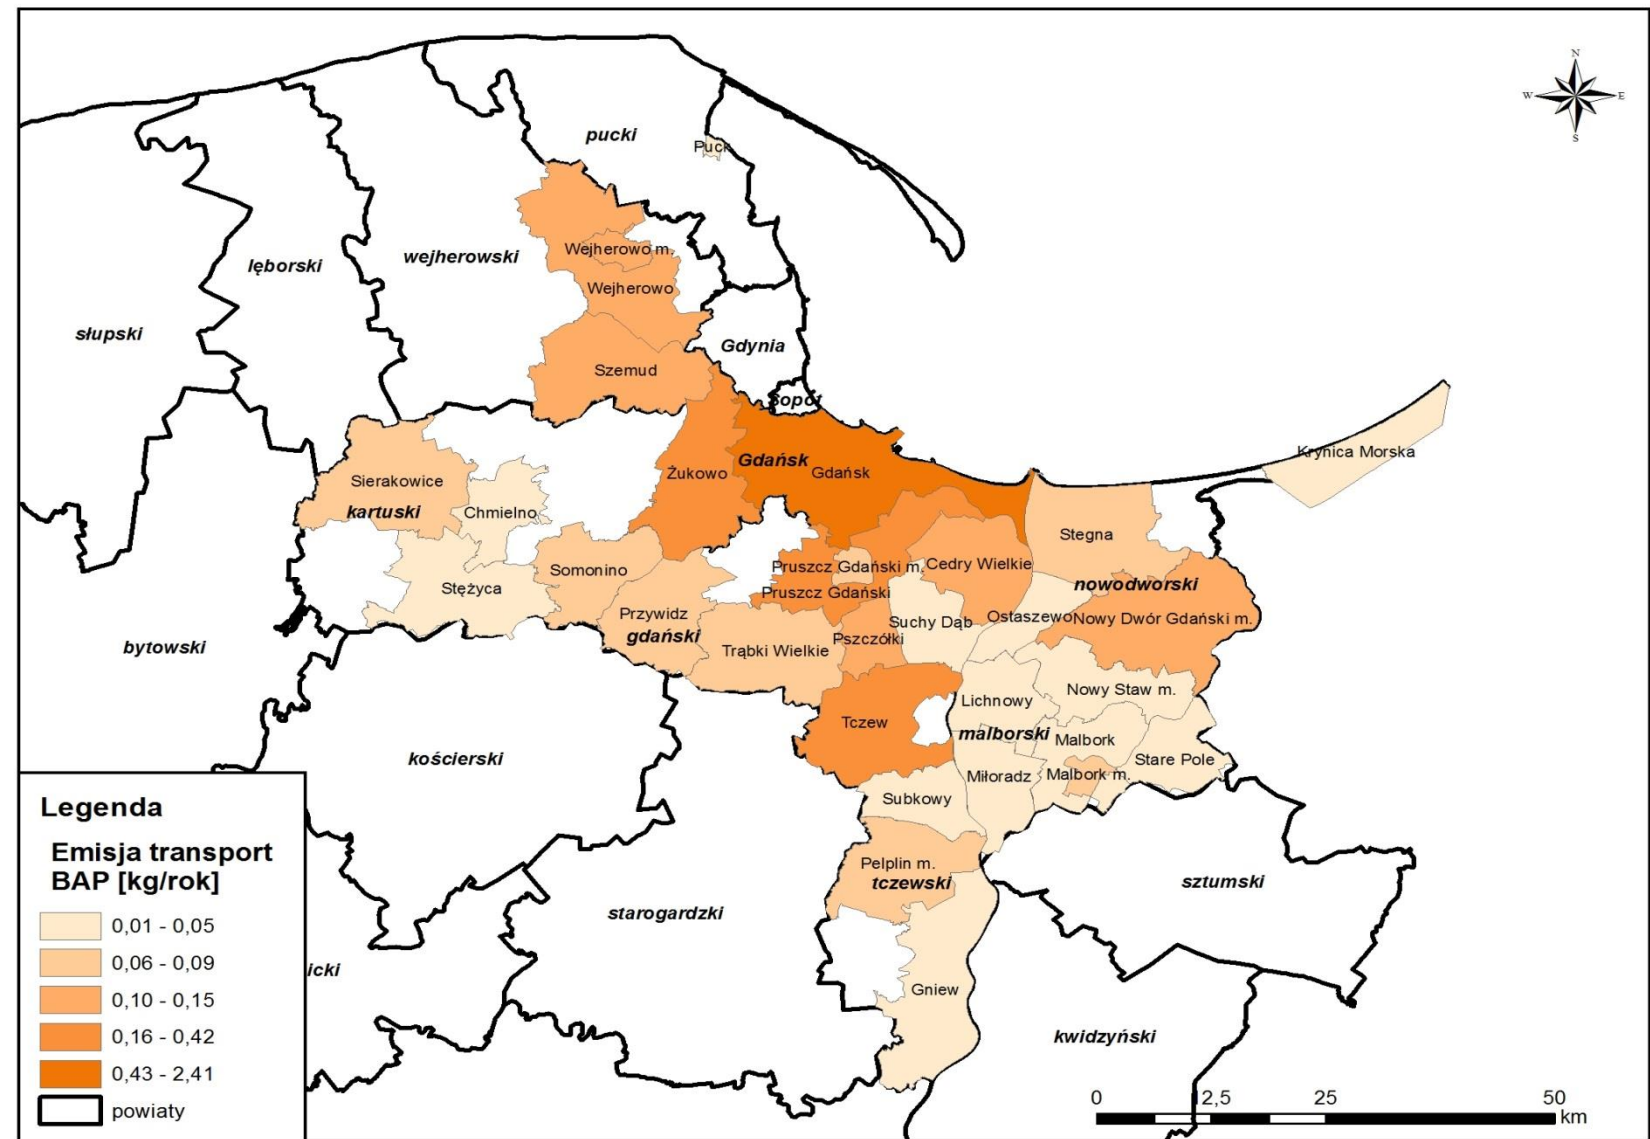 N
W
E
S
pucki
Puck
Wejherowo m.
wejherowski
lęborski
Wejherowo
słupski
Gdynia
Szemud
Sopot
Krynica Morska
Gdańsk
Żukowo
Gdańsk
Sierakowice
kartuski
Chmielno
Stegna
Pruszcz Gdański m.
Cedry Wielkie
Somonino
nowodworski
Stężyca
Pruszcz Gdański
Przywidz
Suchy Dąb
Ostaszewo
Nowy Dwór Gdański m.
gdański
Pszczółki
bytowski
Trąbki Wielkie
Nowy Staw m.
Lichnowy
Tczew
malborski
Malbork
kościerski
Stare Pole
Miłoradz
Malbork m.
Subkowy
Pelplin m.
tczewski
sztumski
starogardzki
icki
Gniew
kwidzyński
Legenda
Emisja transport
BAP [kg/rok]
0,01 - 0,05
0,06 - 0,09
0,10 - 0,15
0,16 - 0,42
0,43 - 2,41
powiaty
0 12,5 25 50
km